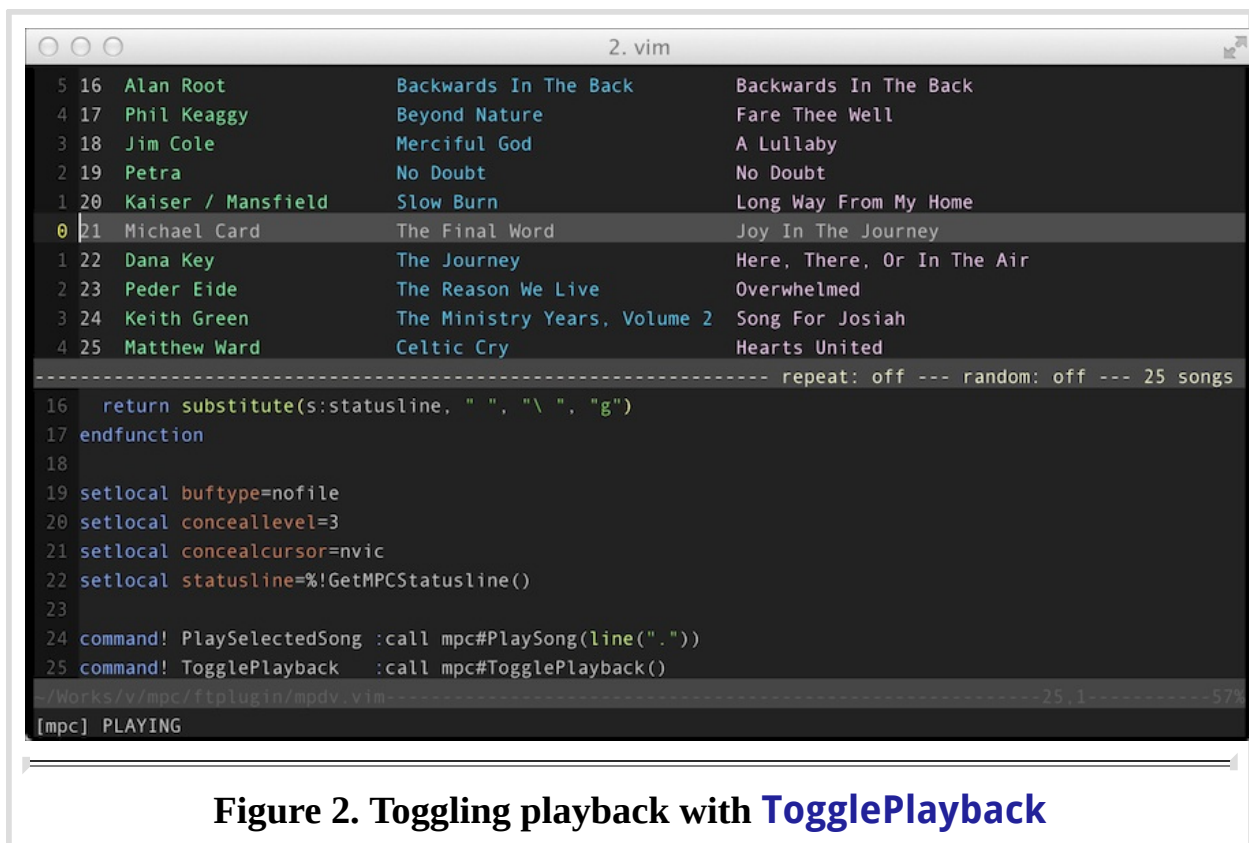 2. vim
5 16 Alan Root Backwards In The Back Backwards In The Back
4 17 Phil Keaggy Beyond Nature Fare Thee Well
3 18 Jim Cole Merciful God A Lullaby
2 19 Petra No Doubt No Doubt
1 20 Kaiser / Mansfield Slow Burn Long Way From My Home
0 21 Michael Card The Final Word Joy In The Journey
1 22 Dana Key The Journey Here, There, Or In The Air
2 23 Peder Eide The Reason We Live Overwhelmed
3 24 Keith Green The Ministry Years, Volume 2 Song For Josiah
4 25 Matthew Ward Celtic Cry Hearts United
----------------------------------------------------------------- repeat: off --- random: off --- 25 songs
16   return substitute(s:statusline, " ", "\ ", "g")
17 endfunction
18
19 setlocal buftype=nofile
20 setlocal conceallevel=3
21 setlocal concealcursor=nvic
22 setlocal statusline=%!GetMPCStatusline()
23
24 command! PlaySelectedSong :call mpc#PlaySong(line("."))
25 command! TogglePlayback   :call mpc#TogglePlayback()
~/Works/v/mpc/ftplugin/mpdv.vim----------------------------------------------------------25,1-----------57%
[mpc] PLAYING
Figure 2. Toggling playback with TogglePlayback